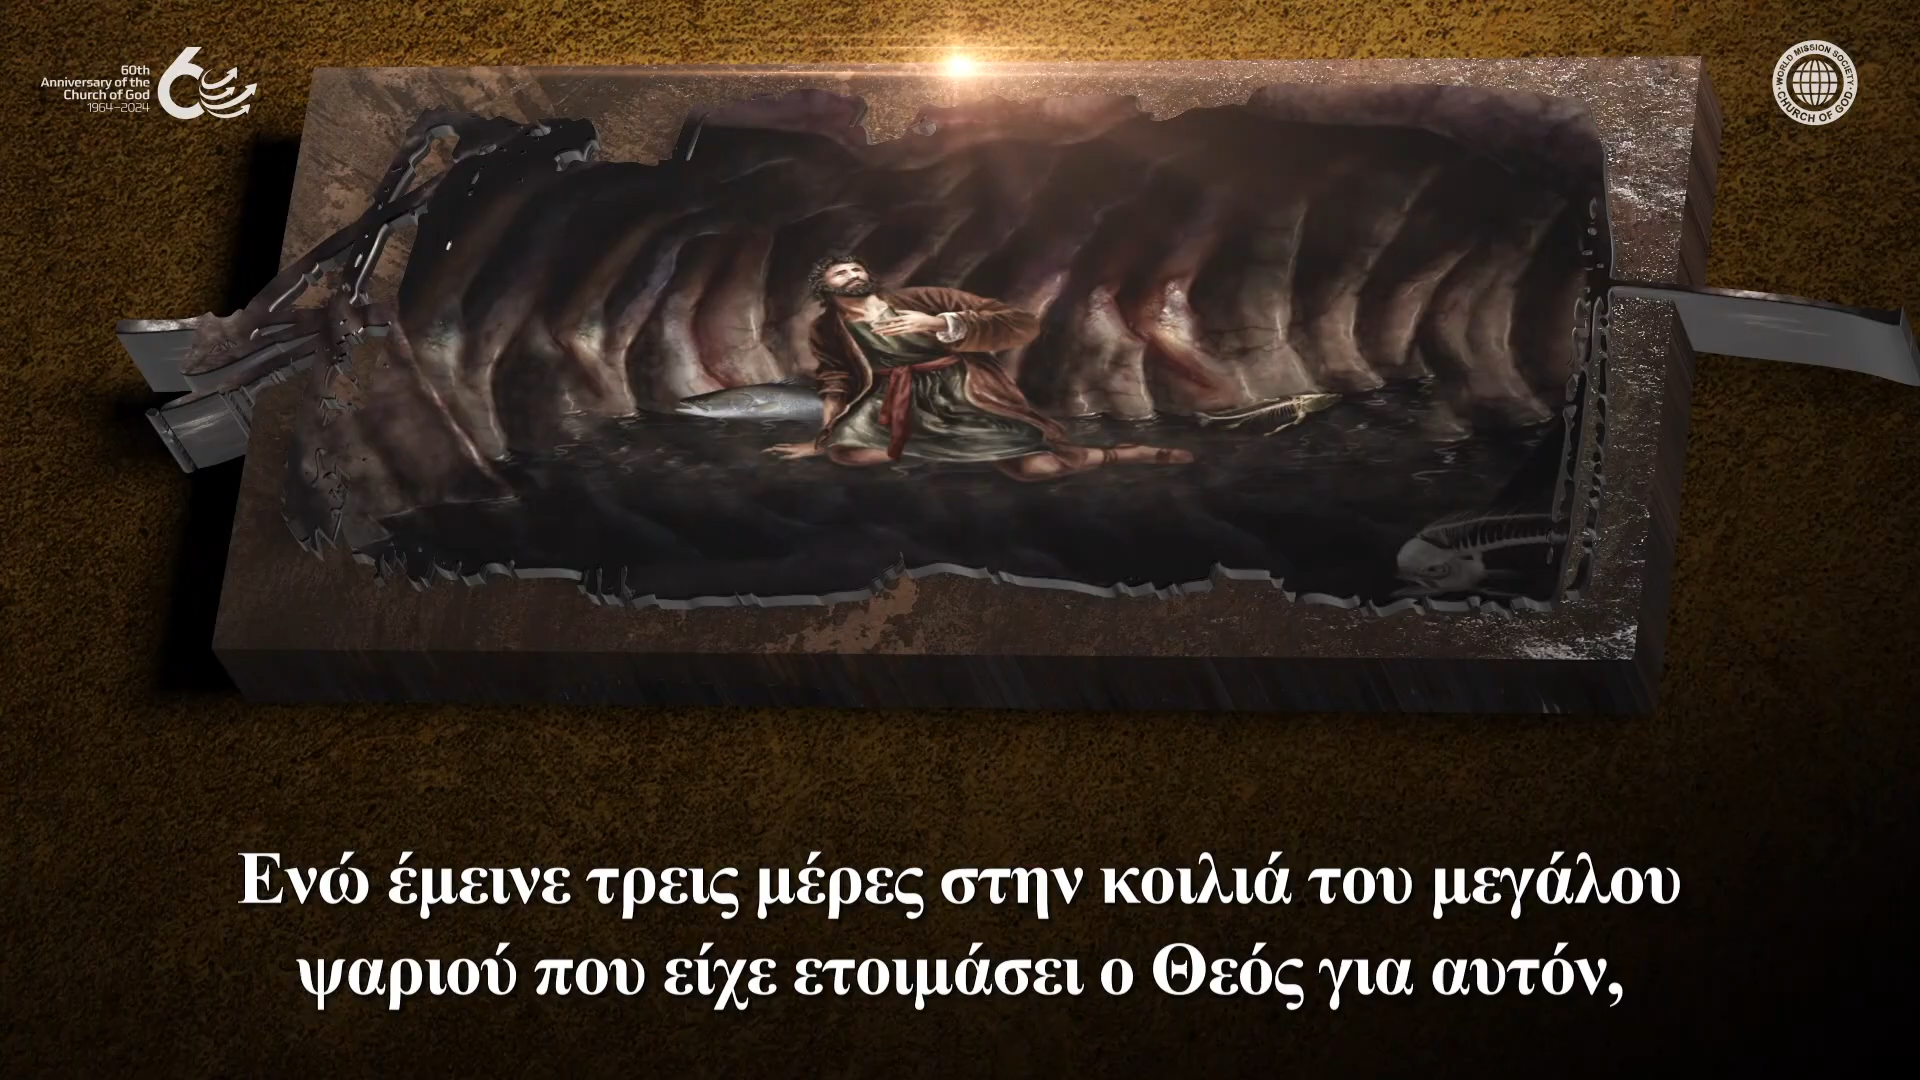 60th
Anniversary of the
Church of God
1964–2024
WORLD MISSION SOCIETY
CHURCH OF GOD
Ενώ έμεινε τρεις μέρες στην κοιλιά του μεγάλου
ψαριού που είχε ετοιμάσει ο Θεός για αυτόν,